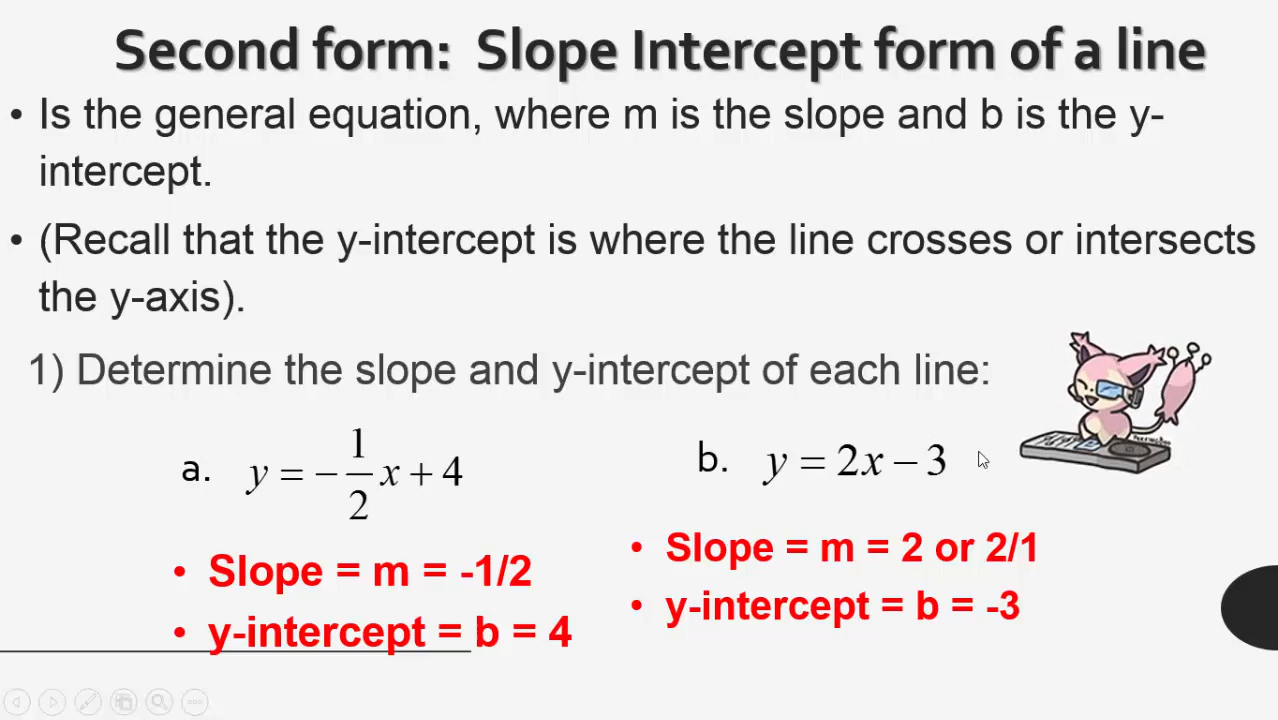 Second form:  Slope Intercept form of a line
• Is the general equation, where m is the slope and b is the y-
intercept.
• (Recall that the y-intercept is where the line crosses or intersects
the y-axis).
1) Determine the slope and y-intercept of each line:
a. y = -1/2 x + 4
b. y = 2x - 3
• Slope = m = -1/2
• y-intercept = b = 4
• Slope = m = 2 or 2/1
• y-intercept = b = -3